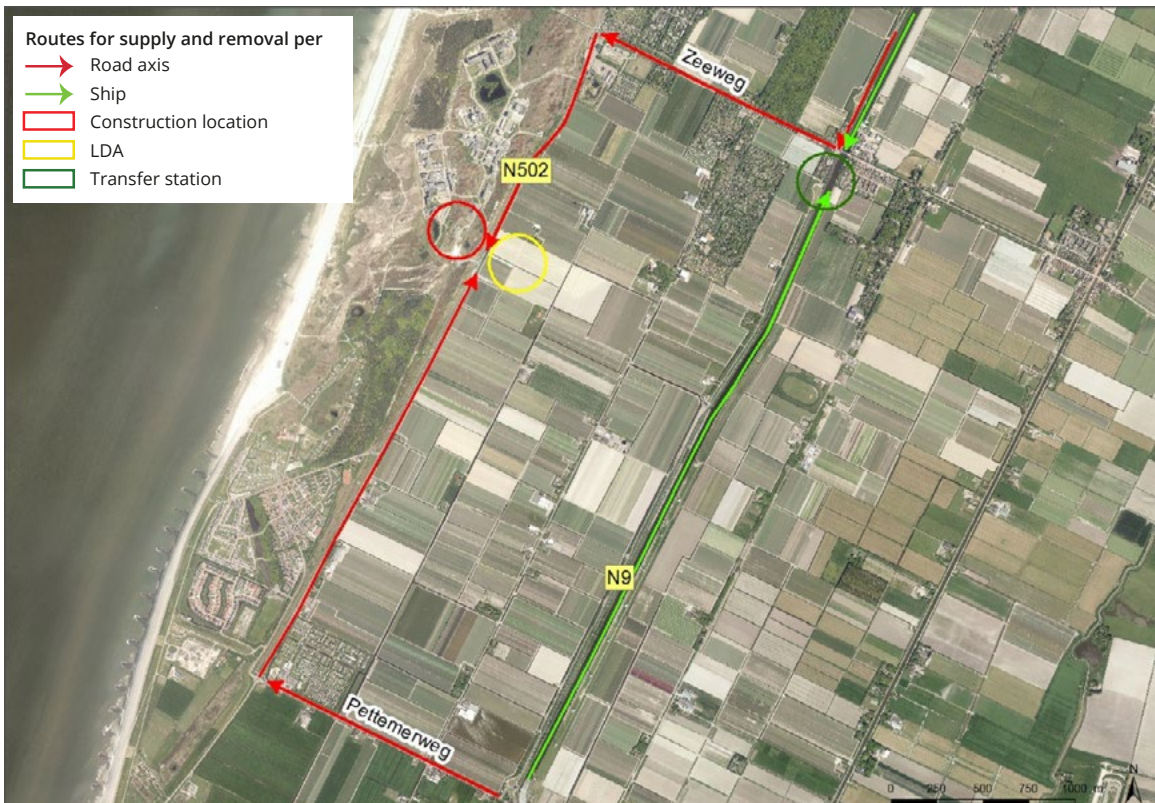 Routes for supply and removal per
Road axis
Ship
Construction location
LDA
Transfer station
Zeeweg
N502
N9
Pettemerweg
0 250 500 750 1000 m
N